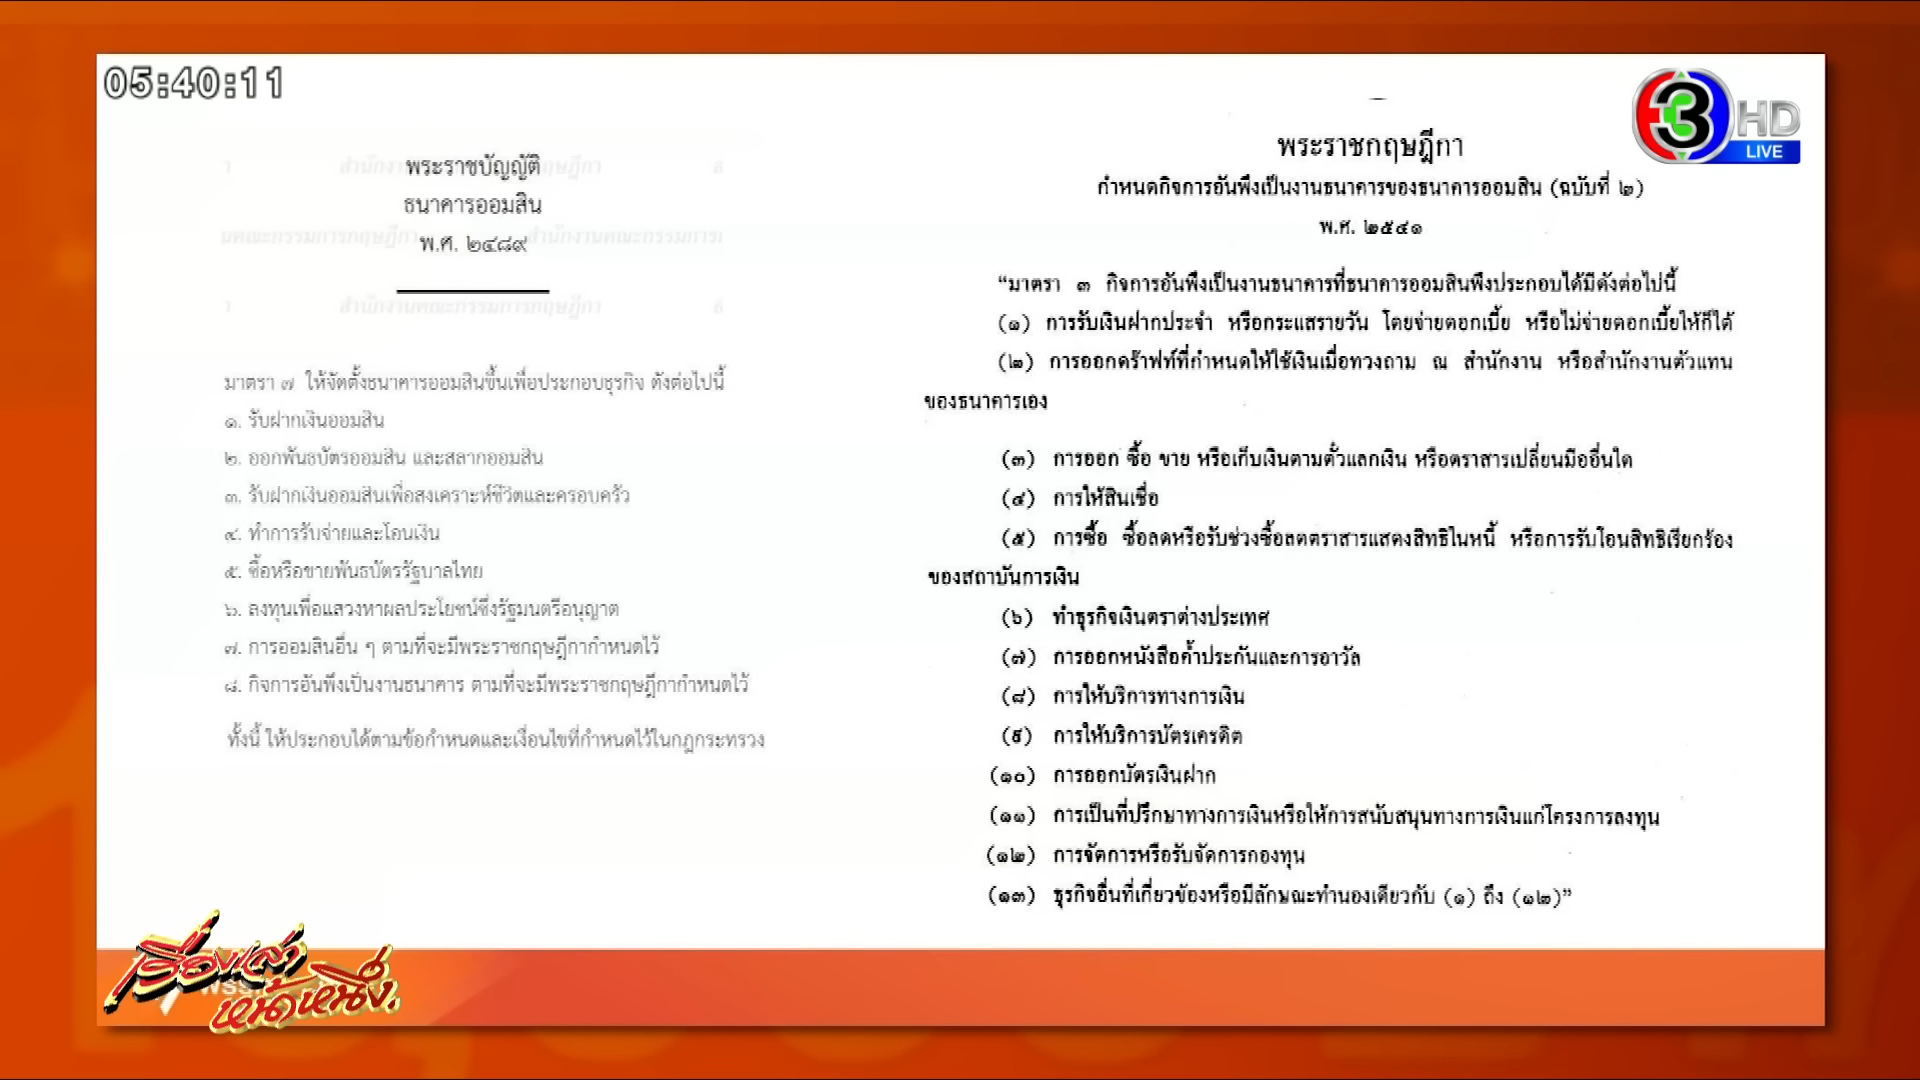 05:40:11
3 HD
LIVE
พระราชบัญญัติ
ธนาคารออมสิน
พ.ศ. ๒๔๘๙
มาตรา ๗ ให้จัดตั้งธนาคารออมสินขึ้นเพื่อประกอบธุรกิจ ดังต่อไปนี้
๑. รับฝากเงินออมสิน
๒. ออกพันธบัตรออมสิน และสลากออมสิน
๓. รับฝากเงินออมสินเพื่อสงเคราะห์ชีวิตและครอบครัว
๔. ทำการรับจ่ายและโอนเงิน
๕. ซื้อหรือขายพันธบัตรรัฐบาลไทย
๖. ลงทุนเพื่อแสวงหาผลประโยชน์ซึ่งรัฐมนตรีอนุญาต
๗. การออมสินอื่น ๆ ตามที่จะมีพระราชกฤษฎีกากำหนดไว้
๘. กิจการอันพึงเป็นงานธนาคาร ตามที่จะมีพระราชกฤษฎีกากำหนดไว้
ทั้งนี้ ให้ประกอบได้ตามข้อกำหนดและเงื่อนไขที่กำหนดไว้ในกฎกระทรวง
พระราชกฤษฎีกา
กำหนดกิจการอันพึงเป็นงานธนาคารของธนาคารออมสิน (ฉบับที่ ๒)
พ.ศ. ๒๕๔๑
“มาตรา ๓ กิจการอันพึงเป็นงานธนาคารที่ธนาคารออมสินพึงประกอบได้มีดังต่อไปนี้
(๑) การรับเงินฝากประจำ หรือกระแสรายวัน โดยจ่ายดอกเบี้ย หรือไม่จ่ายดอกเบี้ยให้ก็ได้
(๒) การออกดร๊าฟท์ที่กำหนดให้ใช้เงินเมื่อทวงถาม ณ สำนักงาน หรือสำนักงานตัวแทน
ของธนาคารเอง
(๓) การออก ซื้อ ขาย หรือเก็บเงินตามตั๋วแลกเงิน หรือตราสารเปลี่ยนมืออื่นใด
(๔) การให้สินเชื่อ
(๕) การซื้อ ซื้อลดหรือรับช่วงซื้อลดตราสารแสดงสิทธิในหนี้ หรือการรับโอนสิทธิเรียกร้อง
ของสถาบันการเงิน
(๖) ทำธุรกิจเงินตราต่างประเทศ
(๗) การออกหนังสือค้ำประกันและการอาวัล
(๘) การให้บริการทางการเงิน
(๙) การให้บริการบัตรเครดิต
(๑๐) การออกบัตรเงินฝาก
(๑๑) การเป็นที่ปรึกษาทางการเงินหรือให้การสนับสนุนทางการเงินแก่โครงการลงทุน
(๑๒) การจัดการหรือรับจัดการกองทุน
(๑๓) ธุรกิจอื่นที่เกี่ยวข้องหรือมีลักษณะทำนองเดียวกับ (๑) ถึง (๑๒)”
เรื่องเล่า
หน้าหนึ่ง